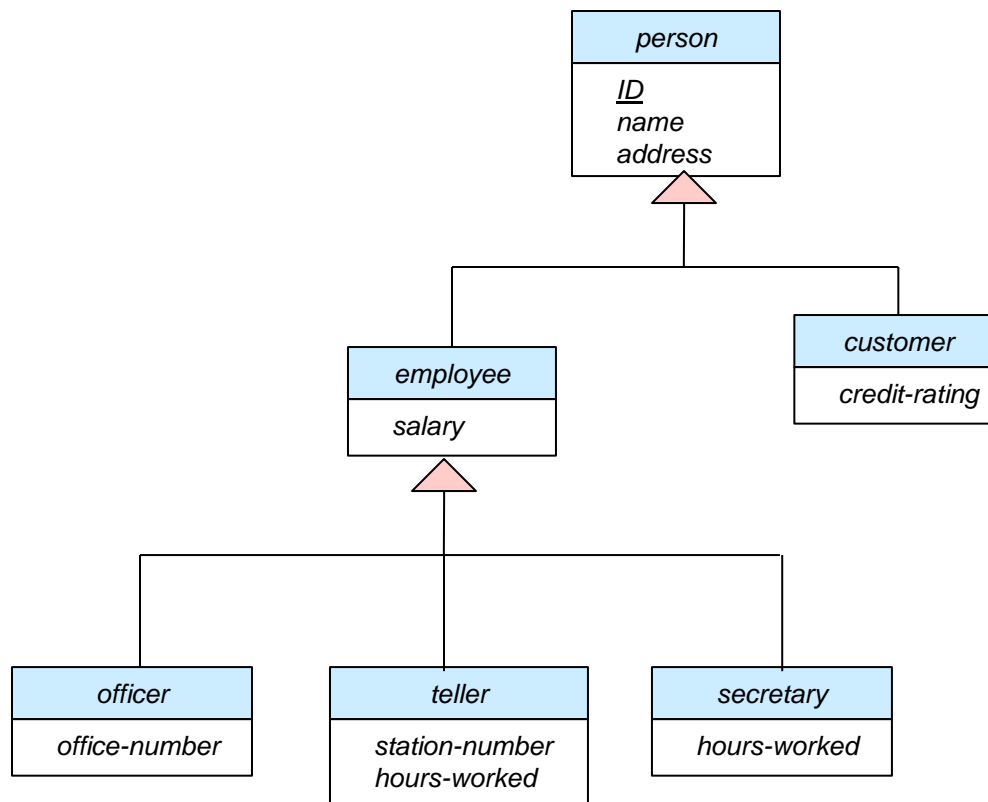 person
ID
name
address
customer
credit-rating
employee
salary
officer
office-number
teller
station-number
hours-worked
secretary
hours-worked